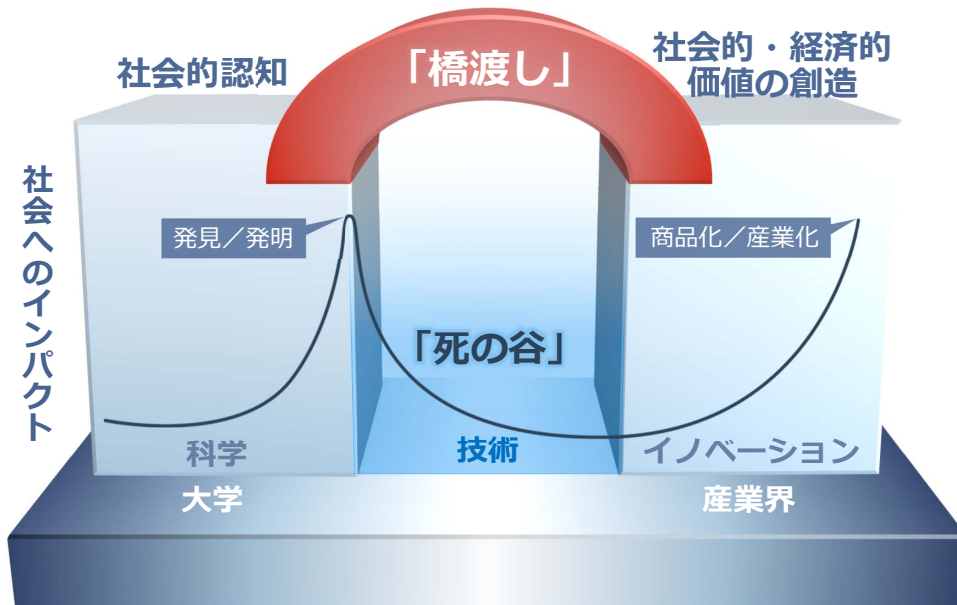 「橋渡し」
社会的認知
社会的・経済的
価値の創造
社会へのインパクト
発見／発明
商品化／産業化
「死の谷」
科学
技術
イノベーション
大学
産業界